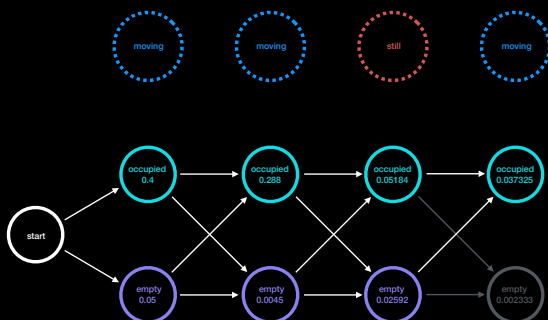 moving
moving
still
moving
occupied
0.4
occupied
0.288
occupied
0.05184
occupied
0.037325
start
empty
0.05
empty
0.0045
empty
0.02592
empty
0.002333